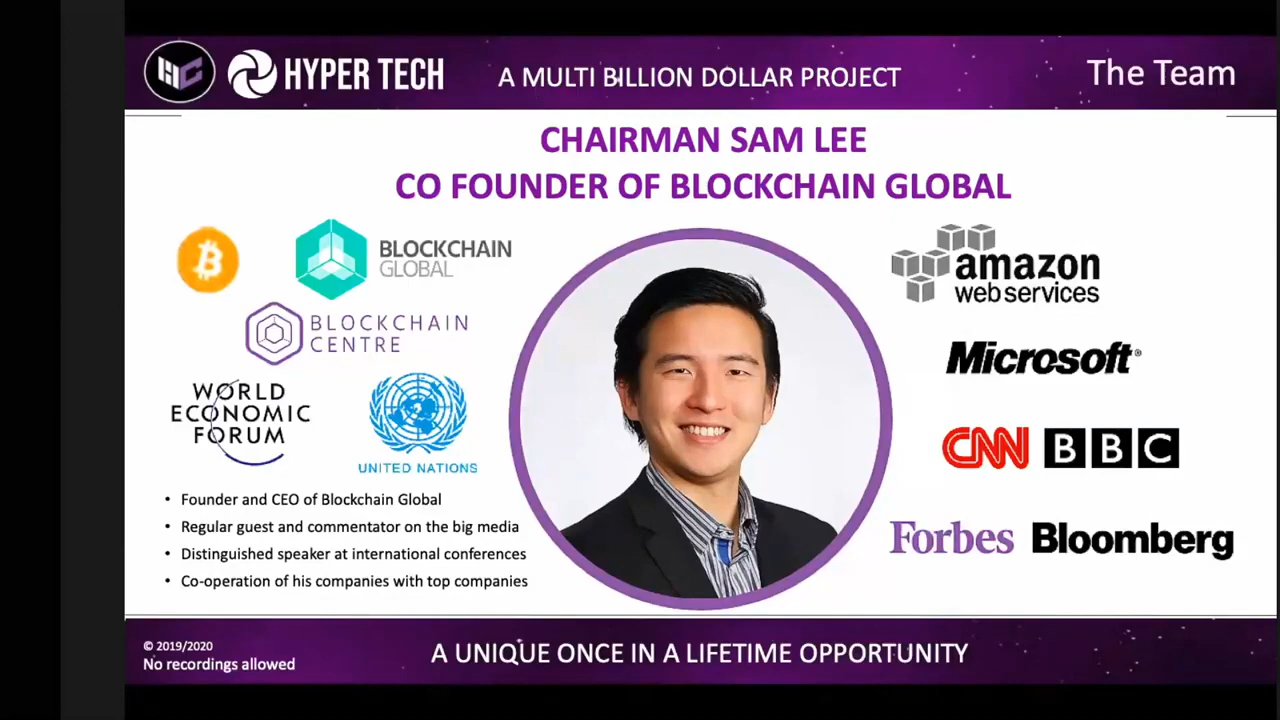 HC HYPER TECH
A MULTI BILLION DOLLAR PROJECT
The Team
CHAIRMAN SAM LEE
CO FOUNDER OF BLOCKCHAIN GLOBAL
BLOCKCHAIN
GLOBAL
BLOCKCHAIN
CENTRE
WORLD
ECONOMIC
FORUM
UNITED NATIONS
• Founder and CEO of Blockchain Global
• Regular guest and commentator on the big media
• Distinguished speaker at international conferences
• Co-operation of his companies with top companies
amazon
web services
Microsoft®
CNN BBC
Forbes Bloomberg
© 2019/2020
No recordings allowed
A UNIQUE ONCE IN A LIFETIME OPPORTUNITY